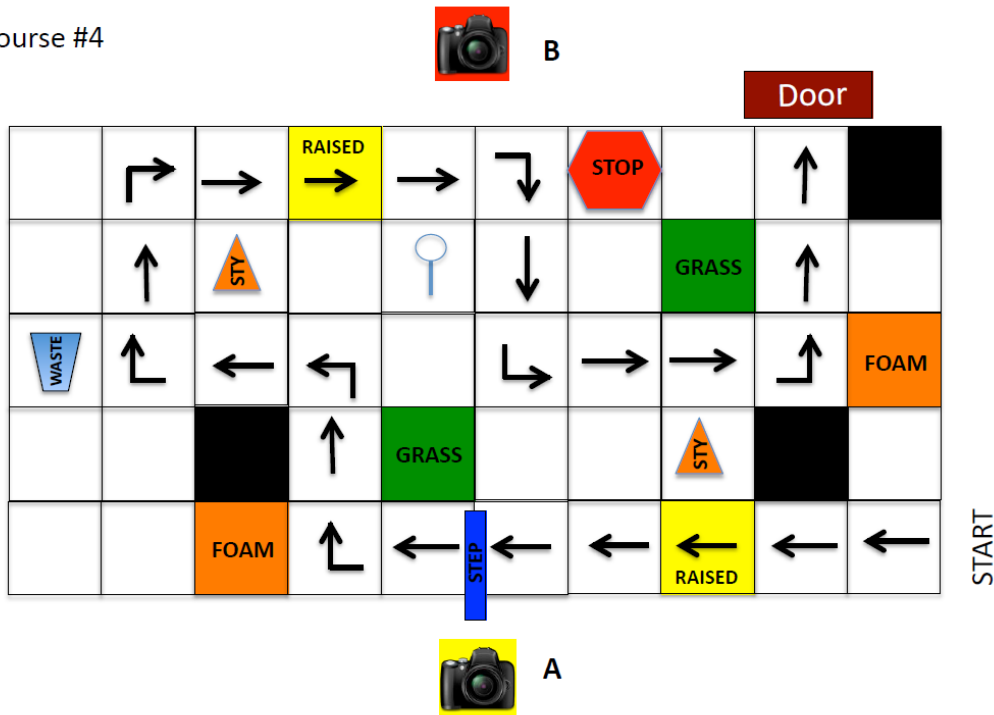 ourse #4
B
Door
RAISED
STOP
STY
GRASS
WASTE
FOAM
GRASS
STY
FOAM
STEP
RAISED
START
A